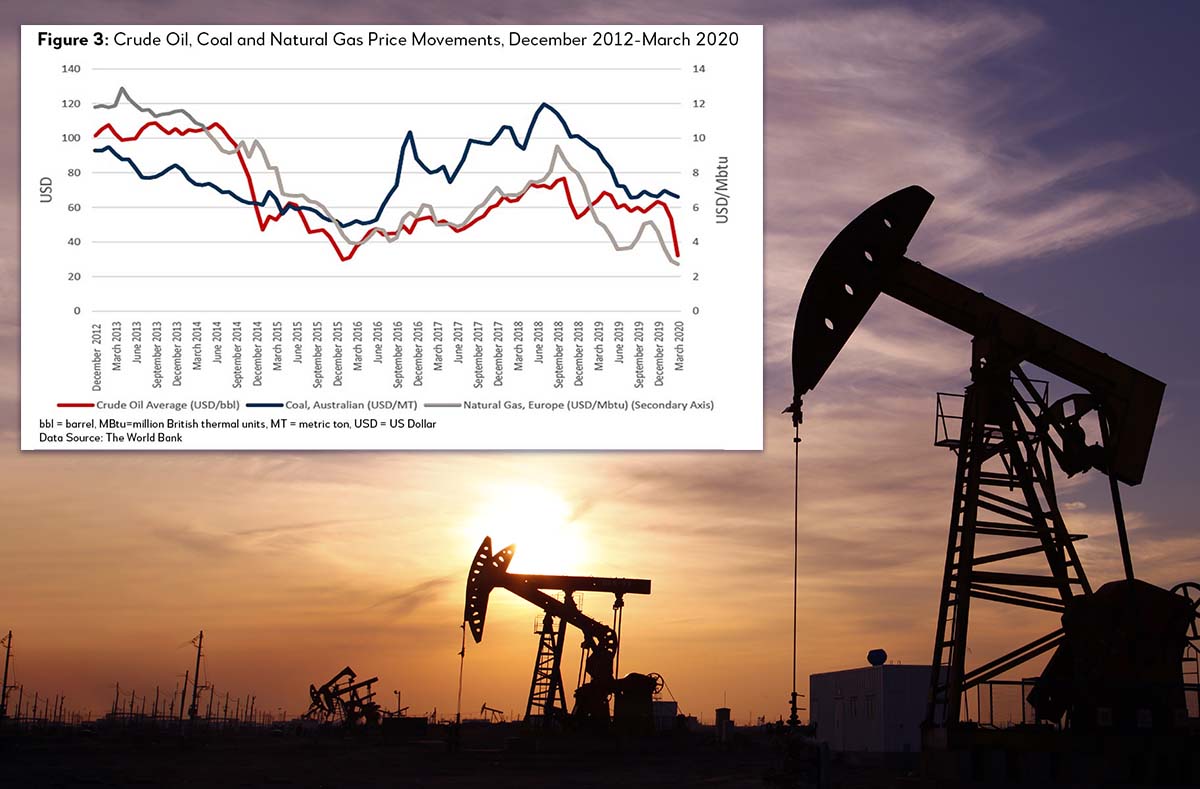 Figure 3: Crude Oil, Coal and Natural Gas Price Movements, December 2012-March 2020
140
120
100
80
60
40
20
0
USD
14
12
10
8
6
4
2
0
USD/Mbtu
December 2012
March 2013
June 2013
September 2013
December 2013
March 2014
June 2014
September 2014
December 2014
March 2015
June 2015
September 2015
December 2015
March 2016
June 2016
September 2016
December 2016
March 2017
June 2017
September 2017
December 2017
March 2018
June 2018
September 2018
December 2018
March 2019
June 2019
September 2019
December 2019
March 2020
Crude Oil Average (USD/bbl) Coal, Australian (USD/MT) Natural Gas, Europe (USD/Mbtu) (Secondary Axis)
bbl = barrel, MBtu=million British thermal units, MT = metric ton, USD = US Dollar
Data Source: The World Bank